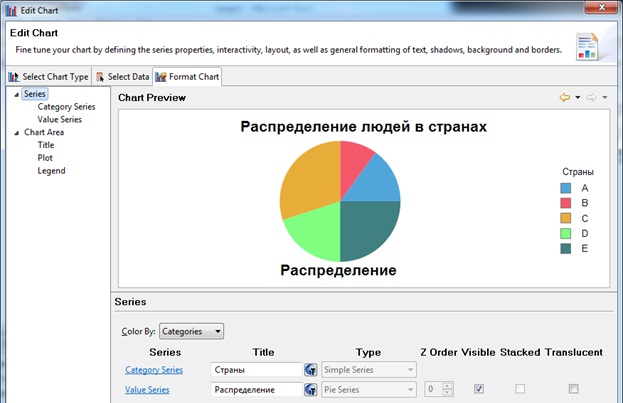 Edit Chart
Edit Chart
Fine tune your chart by defining the series properties, interactivity, layout, as well as general formatting of text, shadows, background and borders.
Select Chart Type Select Data Format Chart
Series
Category Series
Value Series
Chart Area
Title
Plot
Legend
Chart Preview
Распределение людей в странах
Страны
A
B
C
D
E
Распределение
Series
Color By: Categories
Series Title Type Z Order Visible Stacked Translucent
Category Series Страны Simple Series
Value Series Распределение Pie Series 0